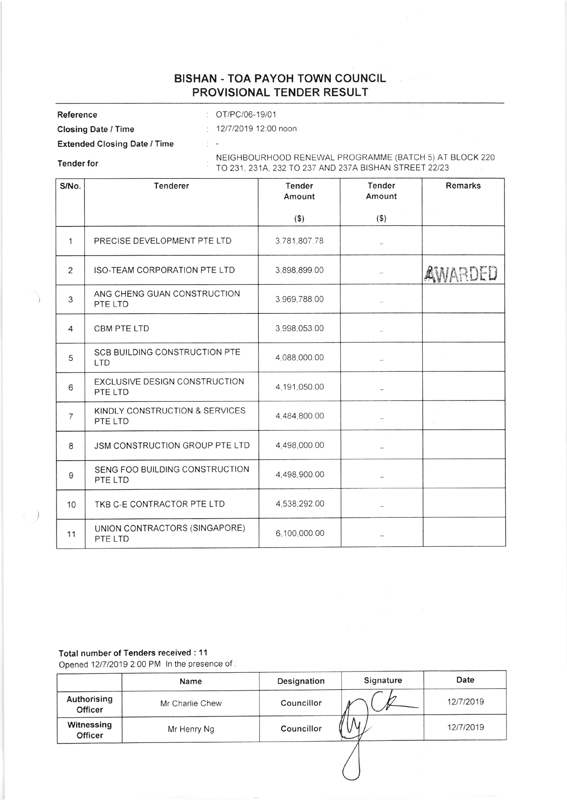 BISHAN - TOA PAYOH TOWN COUNCIL
PROVISIONAL TENDER RESULT
Reference : OT/PC/06-19/01
Closing Date / Time : 12/7/2019 12:00 noon
Extended Closing Date / Time : -
Tender for : NEIGHBOURHOOD RENEWAL PROGRAMME (BATCH 5) AT BLOCK 220
TO 231, 231A, 232 TO 237 AND 237A BISHAN STREET 22/23
S/No. Tenderer Tender Tender Remarks
Amount Amount
($) ($)
1 PRECISE DEVELOPMENT PTE LTD 3,781,807.78 -
2 ISO-TEAM CORPORATION PTE LTD 3,898,899.00 - AWARDED
3 ANG CHENG GUAN CONSTRUCTION
PTE LTD 3,969,788.00 -
4 CBM PTE LTD 3,998,053.00 -
5 SCB BUILDING CONSTRUCTION PTE
LTD 4,088,000.00 -
6 EXCLUSIVE DESIGN CONSTRUCTION
PTE LTD 4,191,050.00 -
7 KINDLY CONSTRUCTION & SERVICES
PTE LTD 4,484,800.00 -
8 JSM CONSTRUCTION GROUP PTE LTD 4,498,000.00 -
9 SENG FOO BUILDING CONSTRUCTION
PTE LTD 4,498,900.00 -
10 TKB C-E CONTRACTOR PTE LTD 4,538,292.00 -
11 UNION CONTRACTORS (SINGAPORE)
PTE LTD 6,100,000.00 -
Total number of Tenders received : 11
Opened 12/7/2019 2:00 PM In the presence of :
Name Designation Signature Date
Authorising
Officer Mr Charlie Chew Councillor 12/7/2019
Witnessing
Officer Mr Henry Ng Councillor 12/7/2019